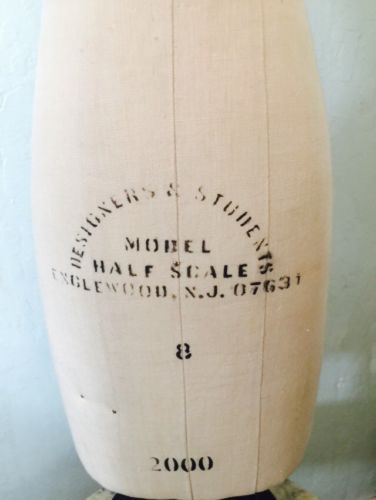 DESIGNERS & STUDENTS
MODEL
HALF SCALE
ENGLEWOOD, N.J. 07631
8
2000